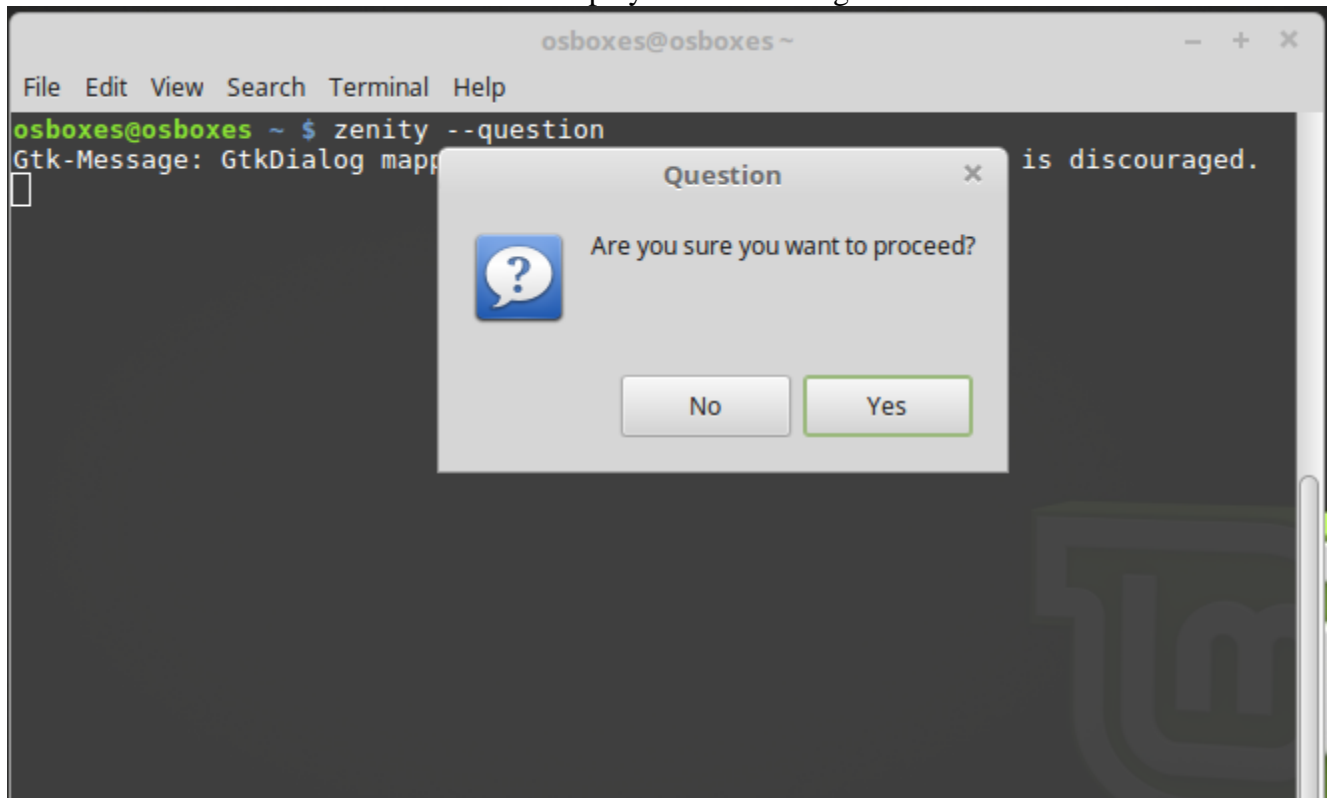 osboxes@osboxes ~
File Edit View Search Terminal Help
osboxes@osboxes ~ $ zenity --question
Gtk-Message: GtkDialog mapp is discouraged.
Question
Are you sure you want to proceed?
No Yes